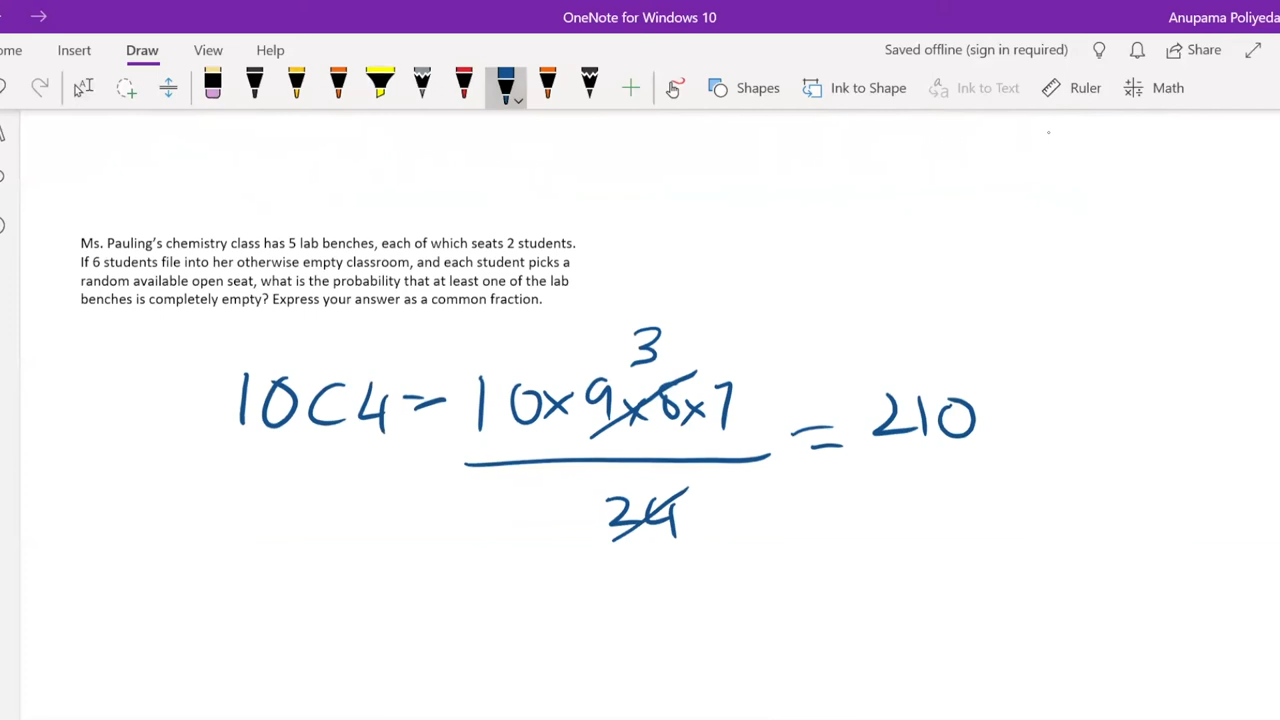 OneNote for Windows 10
Anupama Poliyeda
ome Insert Draw View Help
Saved offline (sign in required) Share
Shapes Ink to Shape Ink to Text Ruler Math
Ms. Pauling's chemistry class has 5 lab benches, each of which seats 2 students.
If 6 students file into her otherwise empty classroom, and each student picks a
random available open seat, what is the probability that at least one of the lab
benches is completely empty? Express your answer as a common fraction.
3
10C4 = 10 x 9 x 8 x 7 = 210
24